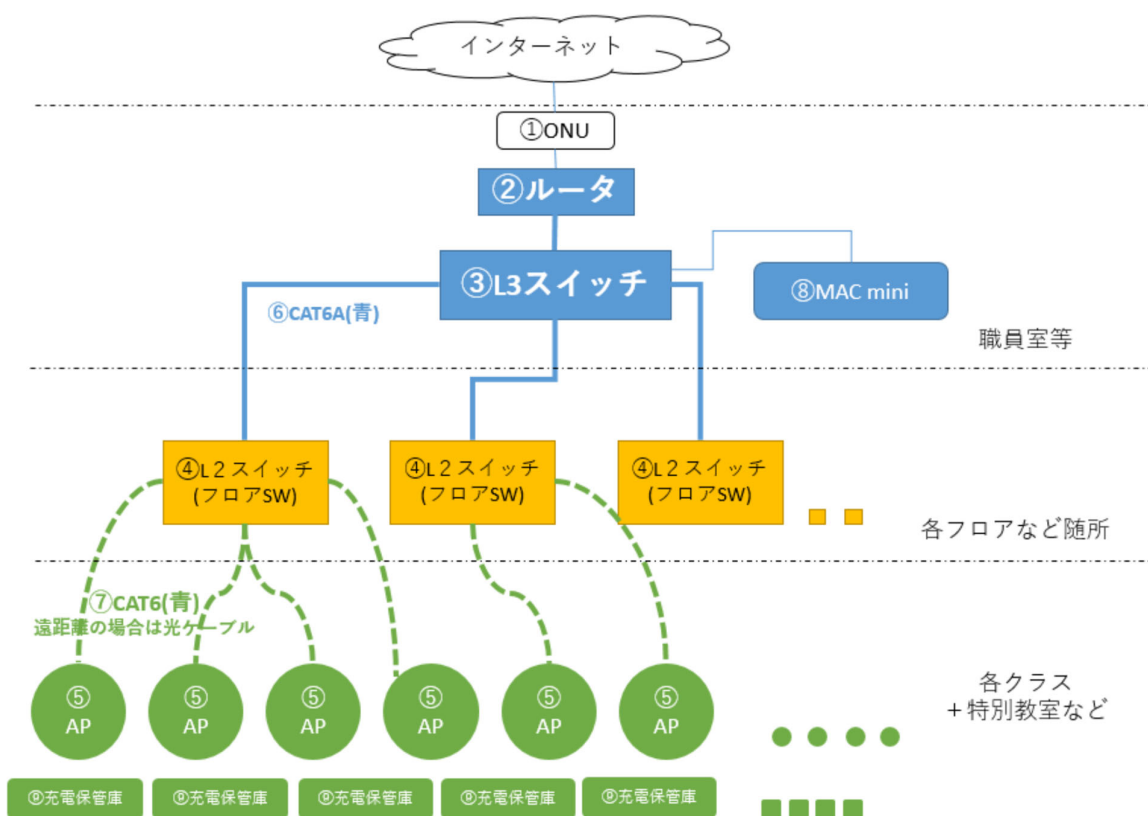 インターネット
①ONU
②ルータ
③L3スイッチ
⑧MAC mini
⑥CAT6A(青)
職員室等
④L２スイッチ
(フロアSW)
④L２スイッチ
(フロアSW)
④L２スイッチ
(フロアSW)
各フロアなど随所
⑦CAT6(青)
遠距離の場合は光ケーブル
⑤
AP
⑤
AP
⑤
AP
⑤
AP
⑤
AP
⑤
AP
各クラス
＋特別教室など
⑨充電保管庫
⑨充電保管庫
⑨充電保管庫
⑨充電保管庫
⑨充電保管庫